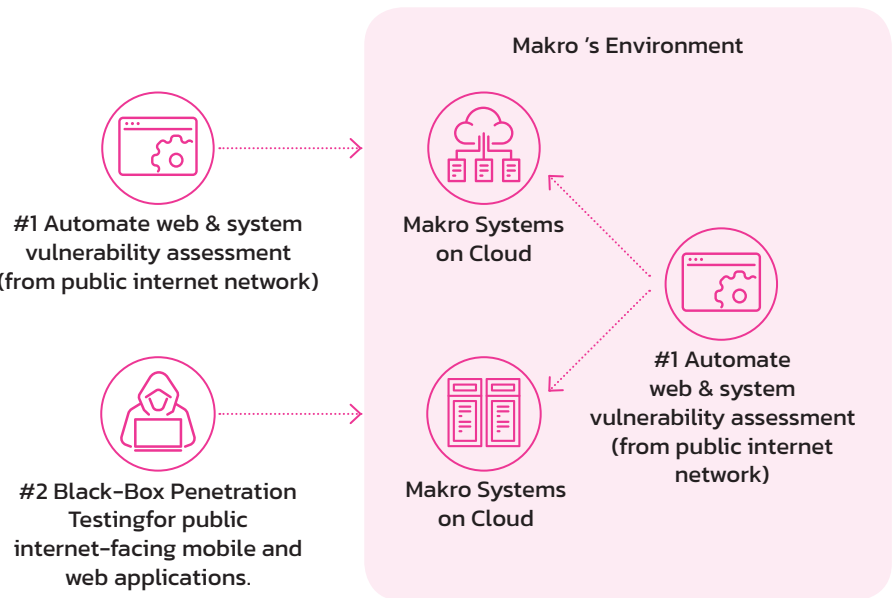 Makro ‘s Environment
#1 Automate web & system
vulnerability assessment
(from public internet network)
Makro Systems
on Cloud
#1 Automate
web & system
vulnerability assessment
(from public internet
network)
#2 Black-Box Penetration
Testingfor public
internet-facing mobile and
web applications.
Makro Systems
on Cloud